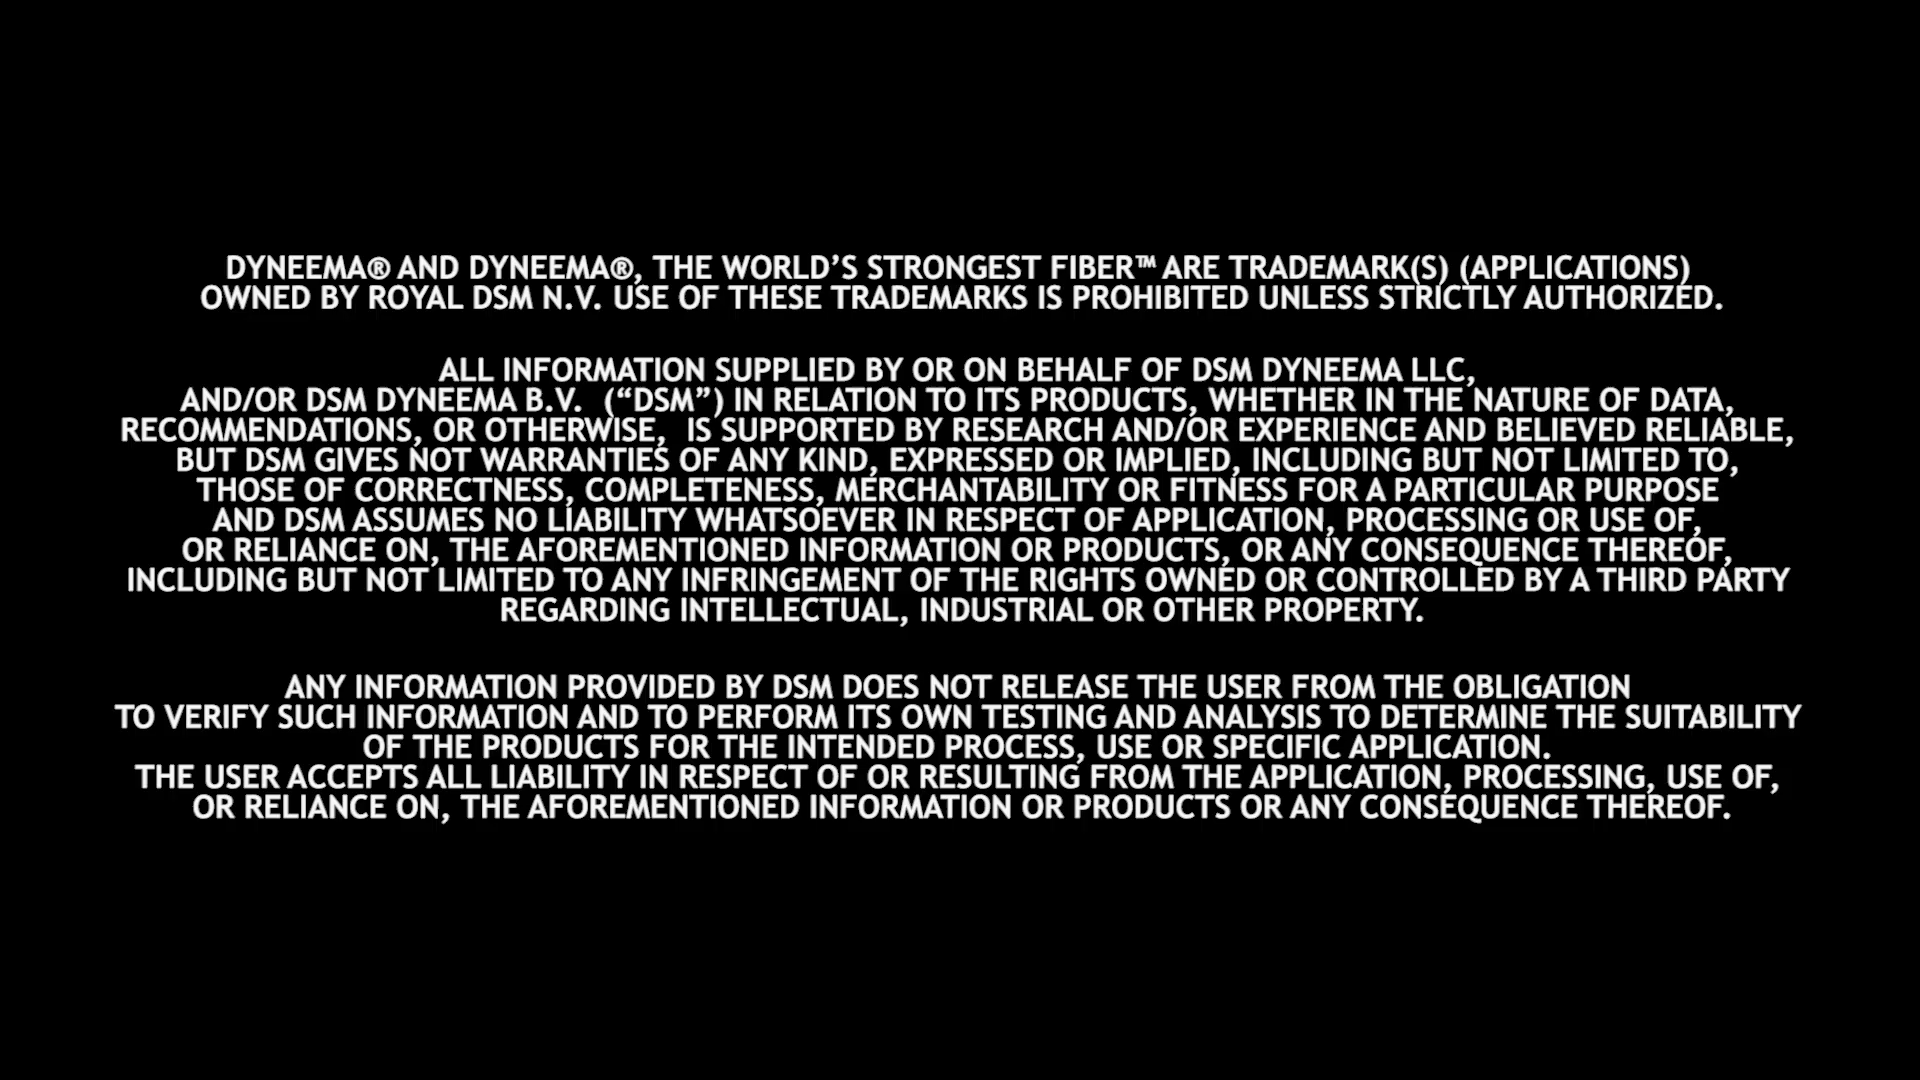 DYNEEMA® AND DYNEEMA®, THE WORLD’S STRONGEST FIBER™ ARE TRADEMARK(S) (APPLICATIONS)
OWNED BY ROYAL DSM N.V. USE OF THESE TRADEMARKS IS PROHIBITED UNLESS STRICTLY AUTHORIZED.
ALL INFORMATION SUPPLIED BY OR ON BEHALF OF DSM DYNEEMA LLC,
AND/OR DSM DYNEEMA B.V.  (“DSM”) IN RELATION TO ITS PRODUCTS, WHETHER IN THE NATURE OF DATA,
RECOMMENDATIONS, OR OTHERWISE,  IS SUPPORTED BY RESEARCH AND/OR EXPERIENCE AND BELIEVED RELIABLE,
BUT DSM GIVES NOT WARRANTIES OF ANY KIND, EXPRESSED OR IMPLIED, INCLUDING BUT NOT LIMITED TO,
THOSE OF CORRECTNESS, COMPLETENESS, MERCHANTABILITY OR FITNESS FOR A PARTICULAR PURPOSE
AND DSM ASSUMES NO LIABILITY WHATSOEVER IN RESPECT OF APPLICATION, PROCESSING OR USE OF,
OR RELIANCE ON, THE AFOREMENTIONED INFORMATION OR PRODUCTS, OR ANY CONSEQUENCE THEREOF,
INCLUDING BUT NOT LIMITED TO ANY INFRINGEMENT OF THE RIGHTS OWNED OR CONTROLLED BY A THIRD PARTY
REGARDING INTELLECTUAL, INDUSTRIAL OR OTHER PROPERTY.
ANY INFORMATION PROVIDED BY DSM DOES NOT RELEASE THE USER FROM THE OBLIGATION
TO VERIFY SUCH INFORMATION AND TO PERFORM ITS OWN TESTING AND ANALYSIS TO DETERMINE THE SUITABILITY
OF THE PRODUCTS FOR THE INTENDED PROCESS, USE OR SPECIFIC APPLICATION.
THE USER ACCEPTS ALL LIABILITY IN RESPECT OF OR RESULTING FROM THE APPLICATION, PROCESSING, USE OF,
OR RELIANCE ON, THE AFOREMENTIONED INFORMATION OR PRODUCTS OR ANY CONSEQUENCE THEREOF.